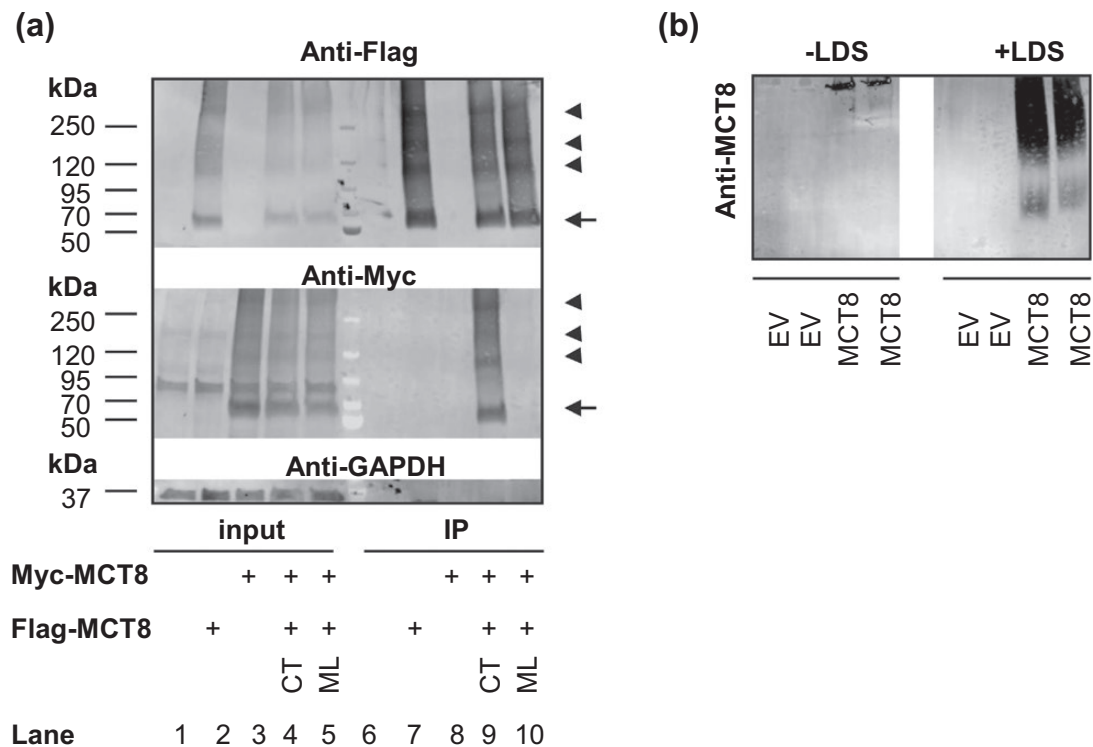 (a)
Anti-Flag
kDa
250
120
95
70
50
Anti-Myc
kDa
250
120
95
70
50
Anti-GAPDH
kDa
37
input IP
Myc-MCT8 + + + + + +
Flag-MCT8 + + + + + +
CT ML CT ML
Lane 1 2 3 4 5 6 7 8 9 10
(b)
-LDS +LDS
Anti-MCT8
EV EV MCT8 MCT8 EV EV MCT8 MCT8